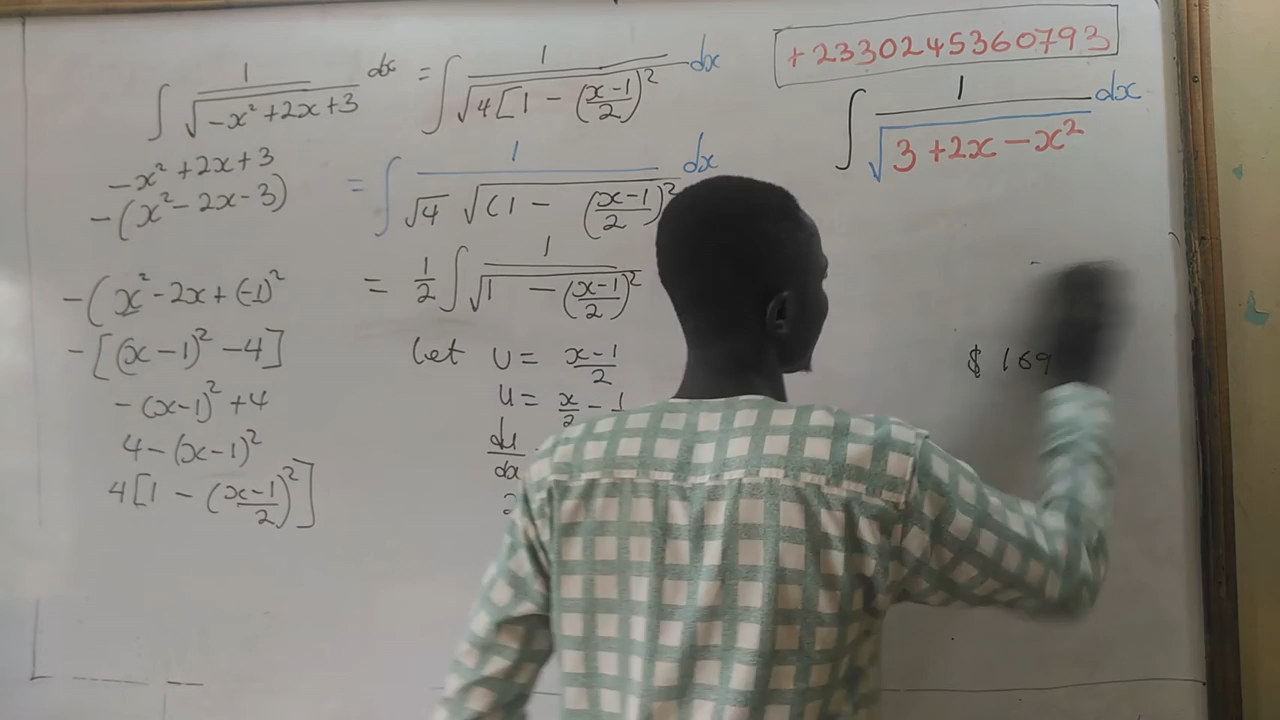 ∫ 1/√(-x² + 2x + 3) dx = ∫ 1/√(4[1 - ((x-1)/2)² dx
-x² + 2x + 3
-(x² - 2x - 3)
= ∫ 1/(√4 √(1 - ((x-1)/2)²) dx
-(x² - 2x + (-1)²
= 1/2 ∫ 1/√(1 - ((x-1)/2)²)
-[(x-1)² - 4]
-(x-1)² + 4
4 - (x-1)²
4[1 - ((x-1)/2)²]
Let U = (x-1)/2
u = x/2 - 1/2
du/dx
+2330245360793
∫ 1/√(3 + 2x - x²) dx
$ 169